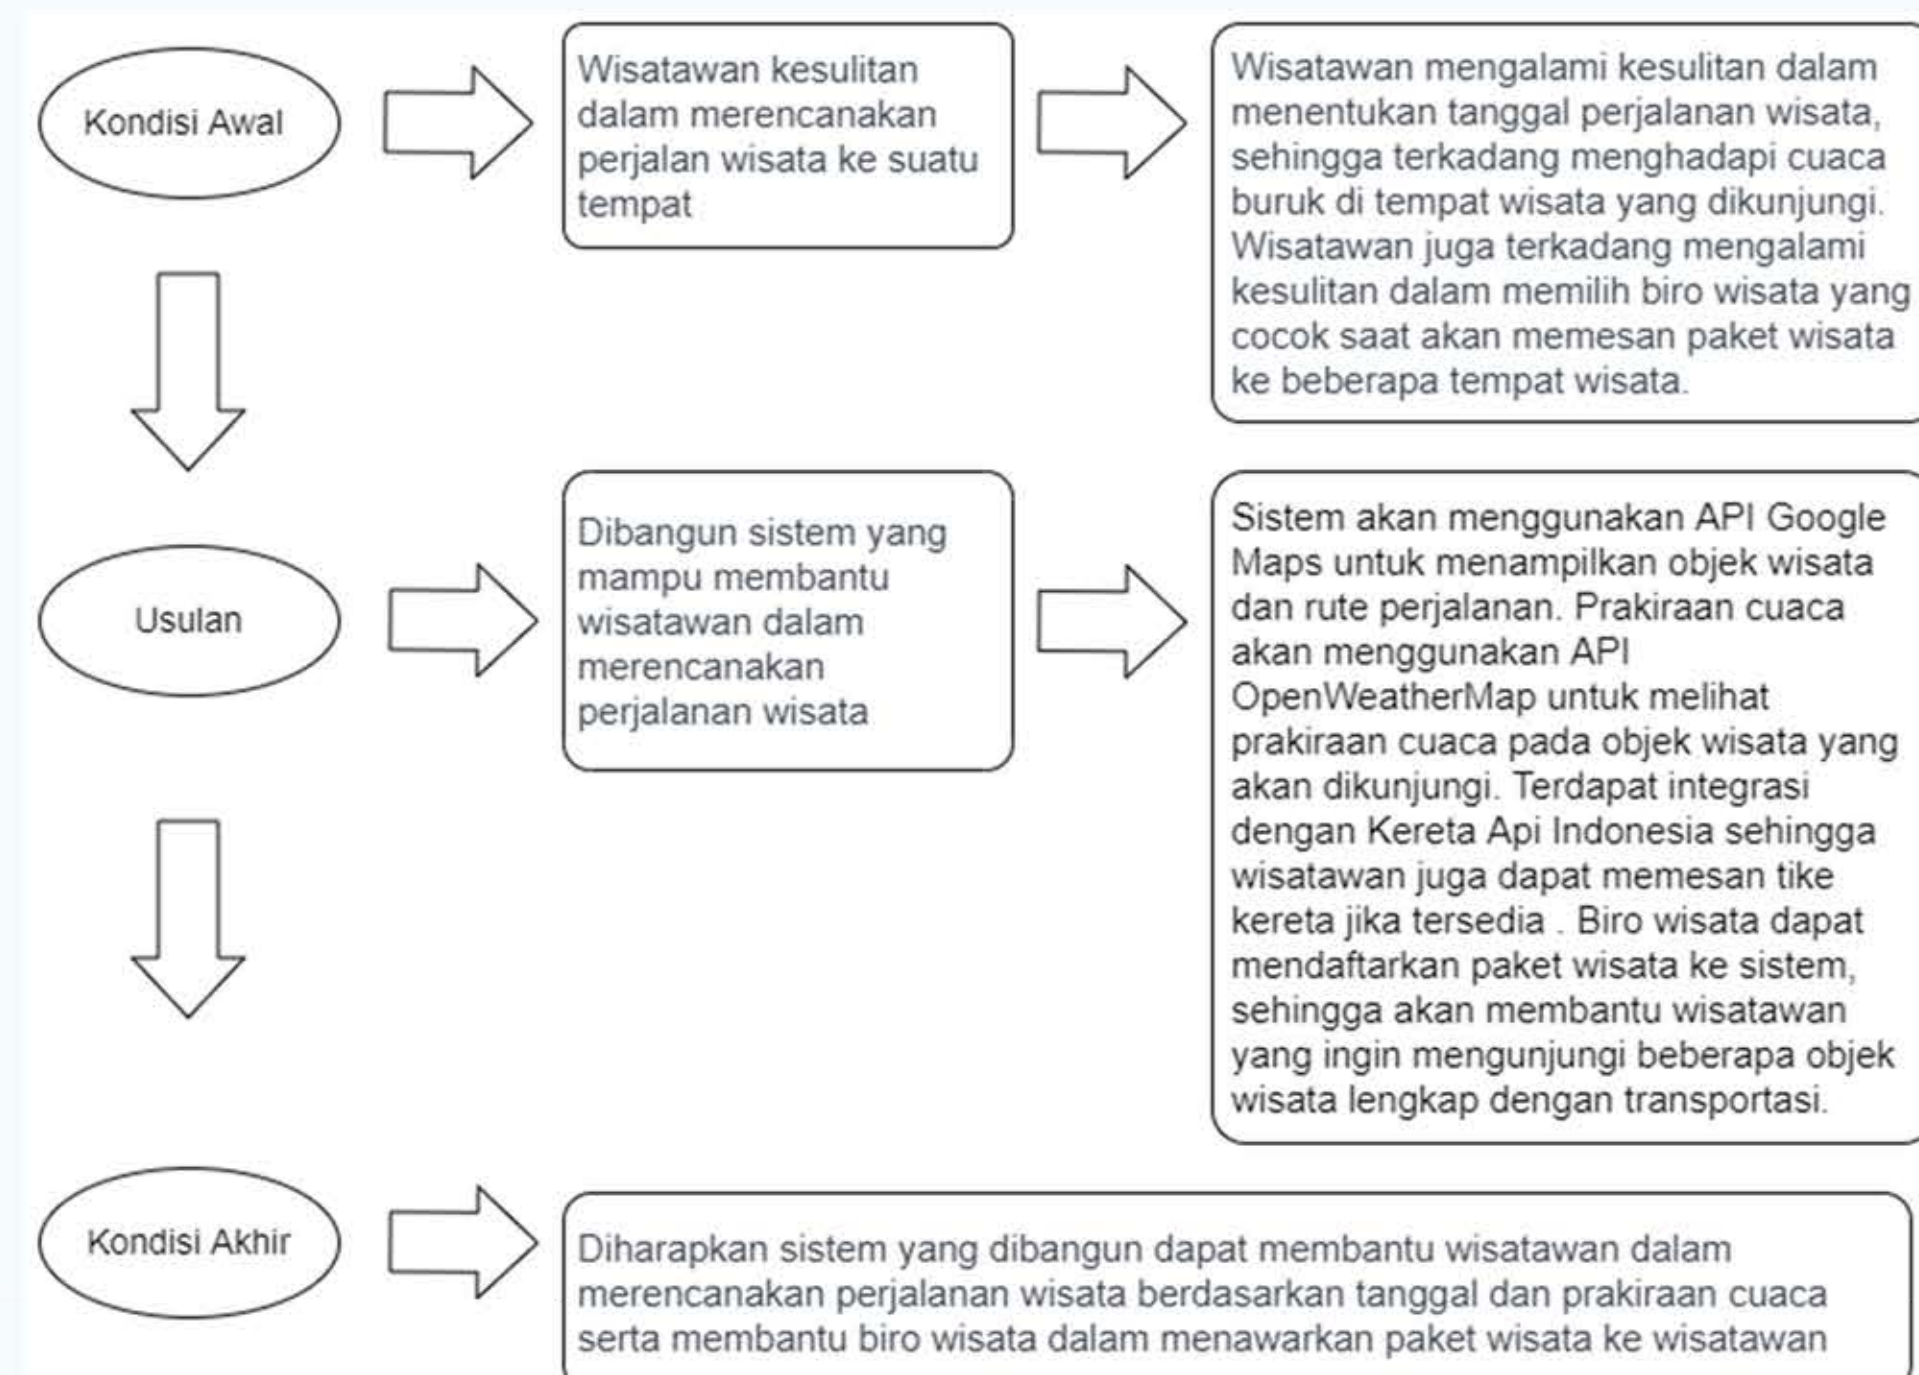 Kondisi Awal
Wisatawan kesulitan
dalam merencanakan
perjalan wisata ke suatu
tempat
Wisatawan mengalami kesulitan dalam
menentukan tanggal perjalanan wisata,
sehingga terkadang menghadapi cuaca
buruk di tempat wisata yang dikunjungi.
Wisatawan juga terkadang mengalami
kesulitan dalam memilih biro wisata yang
cocok saat akan memesan paket wisata
ke beberapa tempat wisata.
Usulan
Dibangun sistem yang
mampu membantu
wisatawan dalam
merencanakan
perjalanan wisata
Sistem akan menggunakan API Google
Maps untuk menampilkan objek wisata
dan rute perjalanan. Prakiraan cuaca
akan menggunakan API
OpenWeatherMap untuk melihat
prakiraan cuaca pada objek wisata yang
akan dikunjungi. Terdapat integrasi
dengan Kereta Api Indonesia sehingga
wisatawan juga dapat memesan tike
kereta jika tersedia . Biro wisata dapat
mendaftarkan paket wisata ke sistem,
sehingga akan membantu wisatawan
yang ingin mengunjungi beberapa objek
wisata lengkap dengan transportasi.
Kondisi Akhir
Diharapkan sistem yang dibangun dapat membantu wisatawan dalam
merencanakan perjalanan wisata berdasarkan tanggal dan prakiraan cuaca
serta membantu biro wisata dalam menawarkan paket wisata ke wisatawan